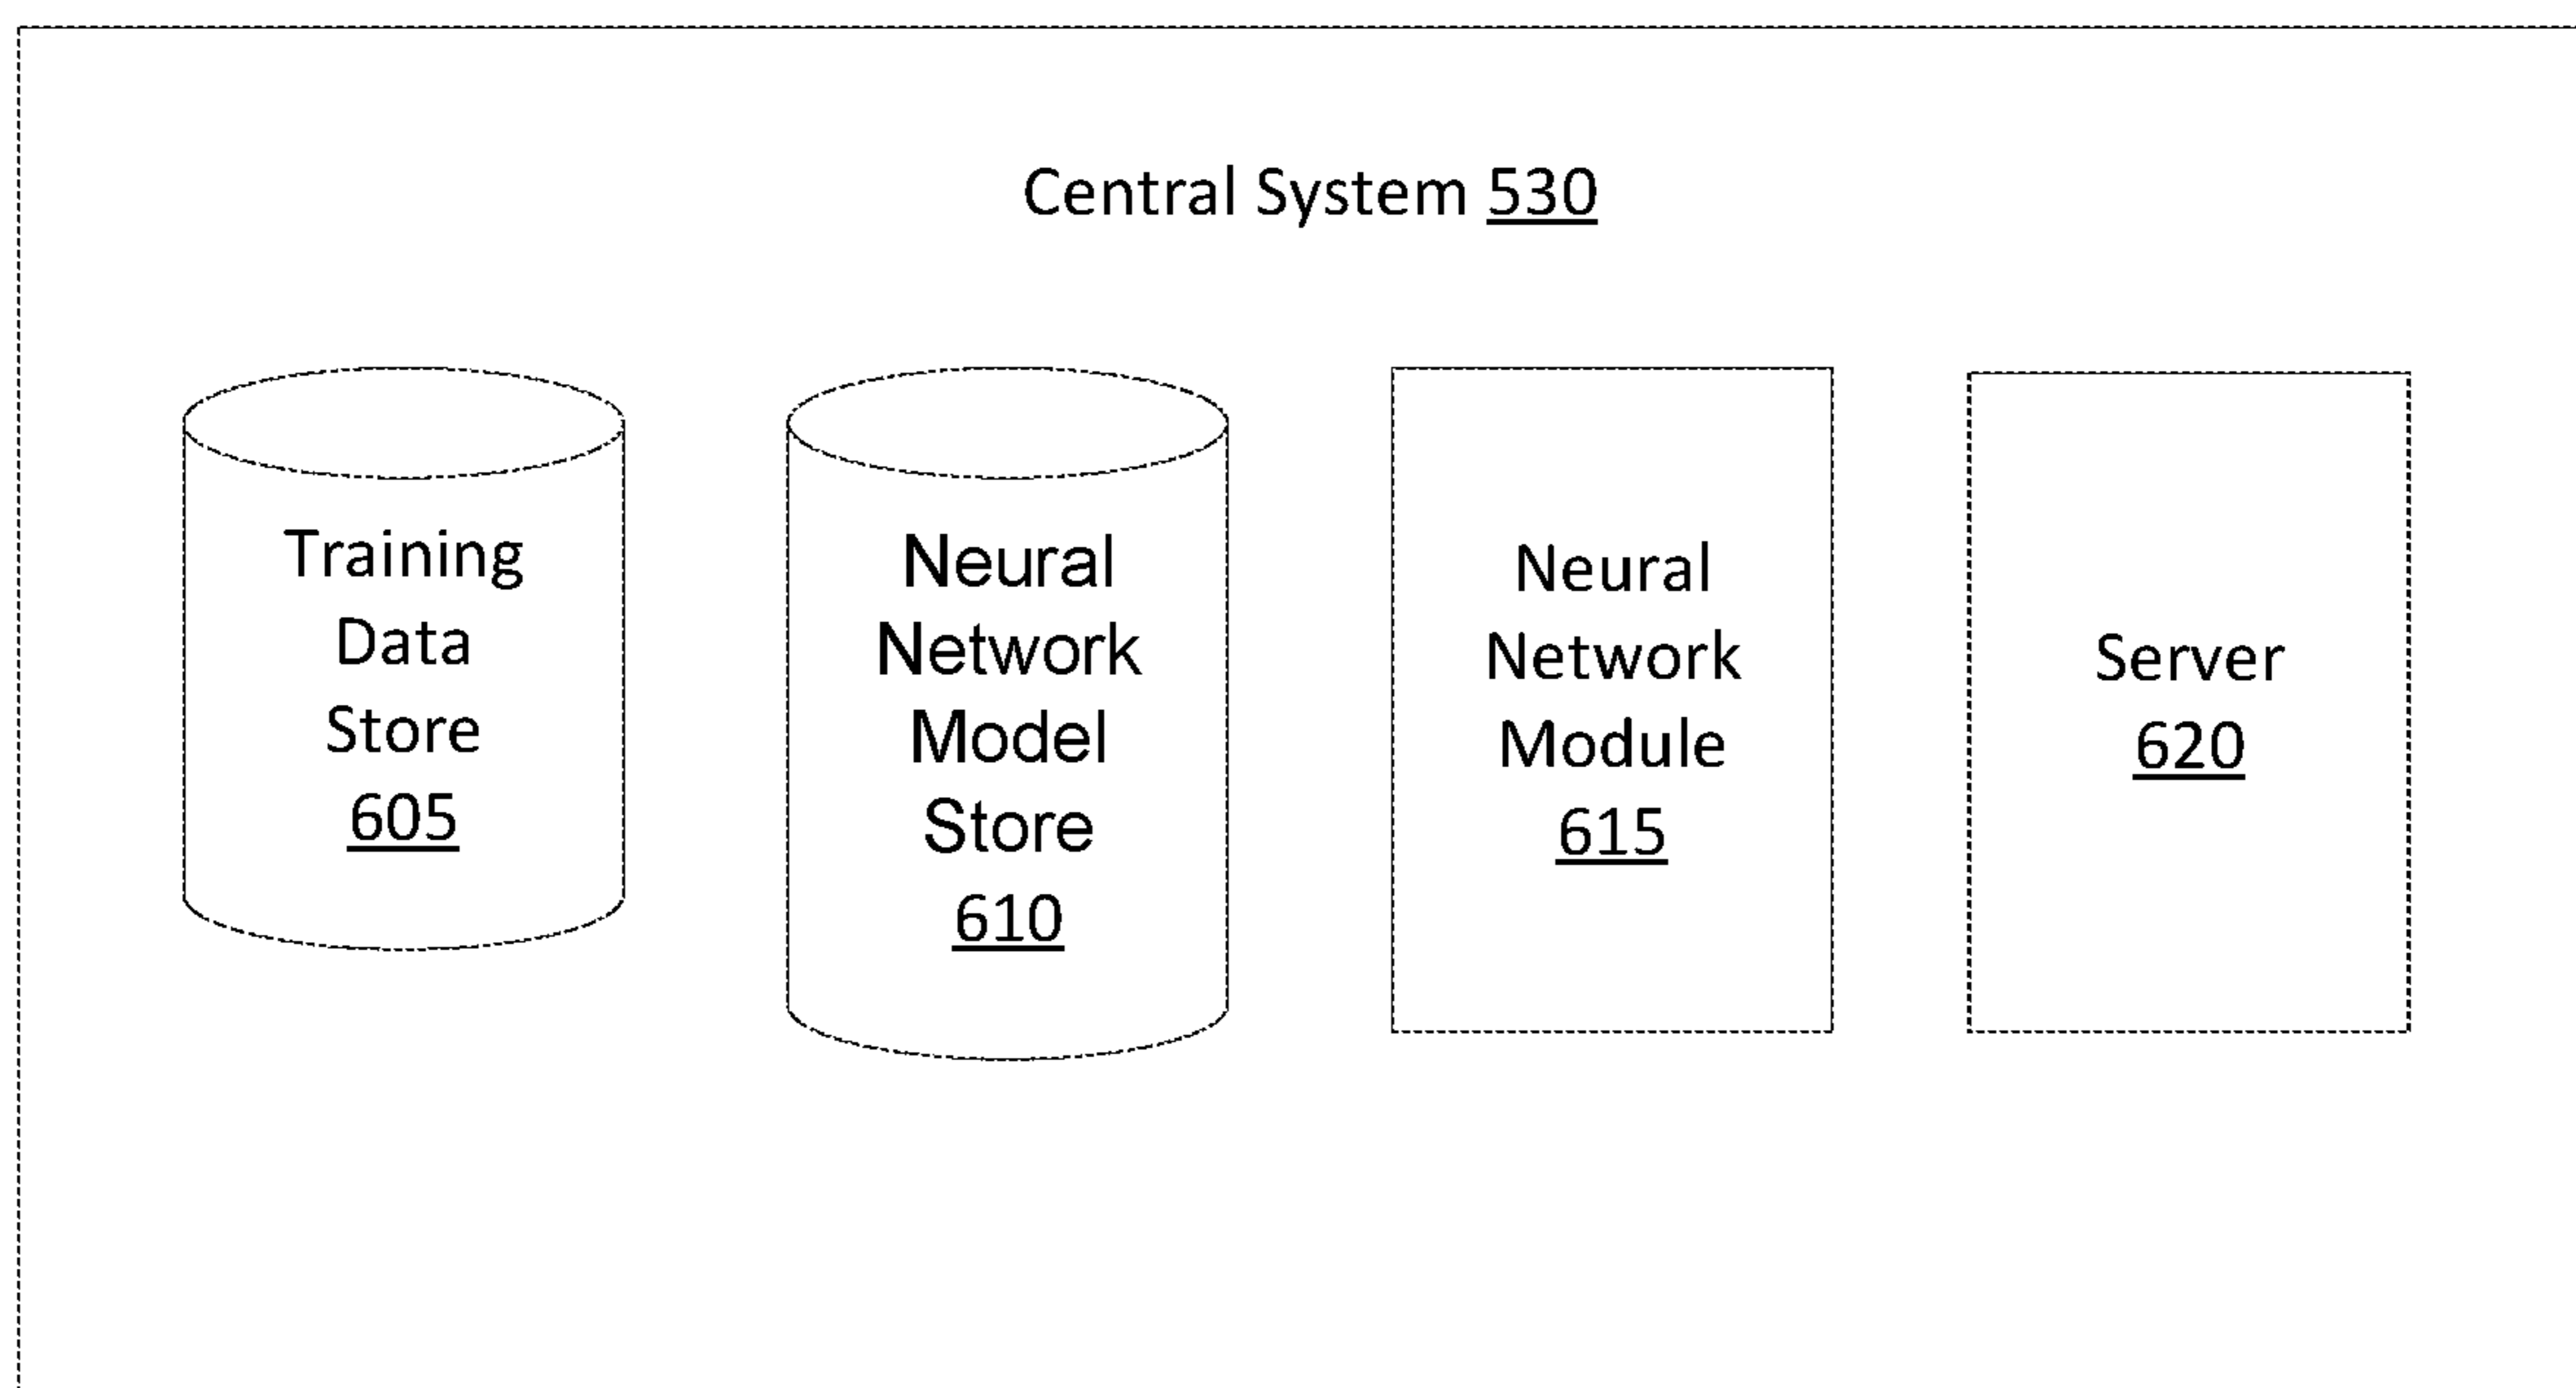 Central System 530
Training
Data
Store
605
Neural
Network
Model
Store
610
Neural
Network
Module
615
Server
620